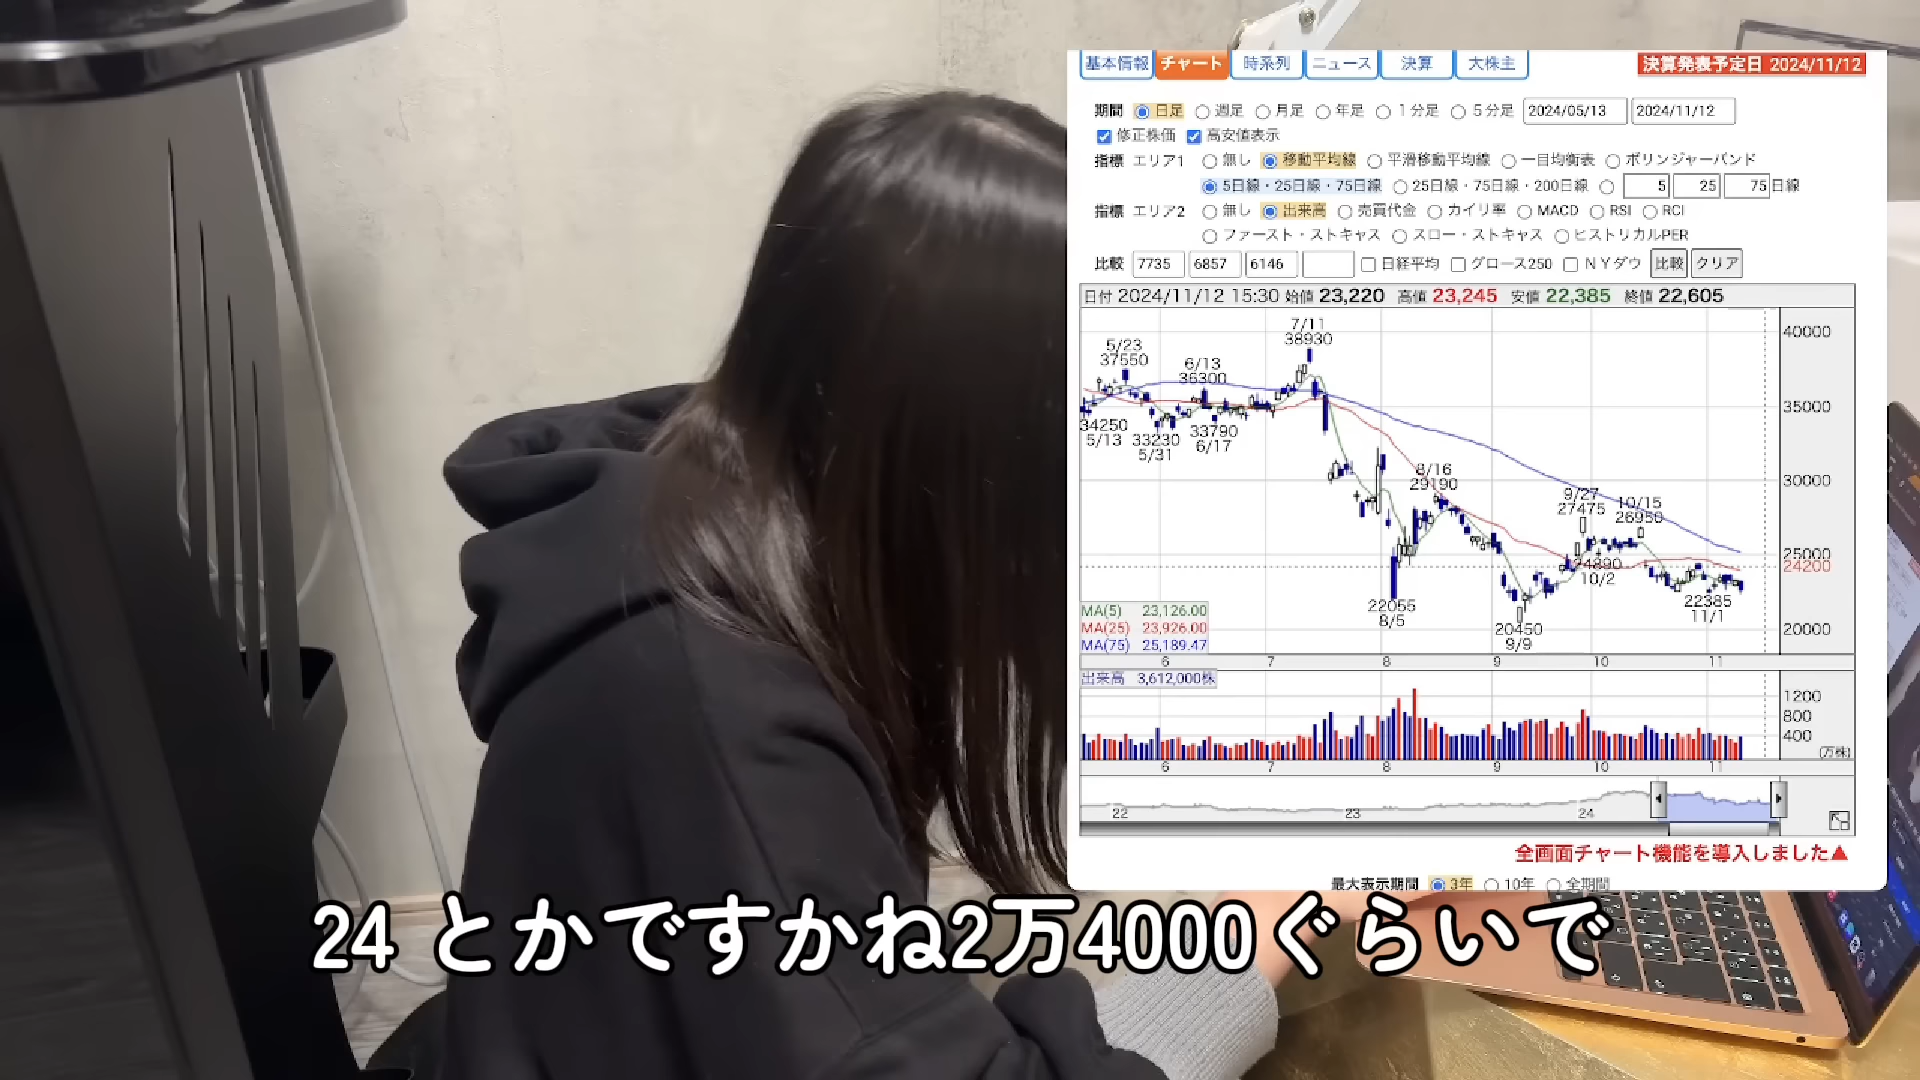 基本情報 チャート 時系列 ニュース 決算 大株主 決算発表予定日 2024/11/12
期間 日足 週足 月足 年足 1分足 5分足 2024/05/13 2024/11/12
修正株価 高安値表示
指標 エリア1 無し 移動平均線 平滑移動平均線 一目均衡表 ボリンジャーバンド
5日線・25日線・75日線 25日線・75日線・200日線 5 25 75 日線
指標 エリア2 無し 出来高 売買代金 カイリ率 MACD RSI RCI
ファースト・ストキャス スロー・ストキャス ヒストリカルPER
比較 7735 6857 6146 日経平均 グロース250 NYダウ 比較 クリア
日付 2024/11/12 15:30 始値 23,220 高値 23,245 安値 22,385 終値 22,605
7/11
38930
40000
5/23
37550
6/13
36300
35000
34250
5/13
33230
5/31
33790
6/17
8/16
29190
30000
9/27
27475
10/15
26950
25000
24200
24890
10/2
22055
8/5
22385
11/1
20450
9/9
20000
MA(5) 23,126.00
MA(25) 23,926.00
MA(75) 25,189.47
6 7 8 9 10 11
出来高 3,612,000株
1200
800
400
(万株)
6 7 8 9 10 11
22 23 24
全画面チャート機能を導入しました▲
最大表示期間 3年 10年 全期間
24 とかですかね2万4000ぐらいで